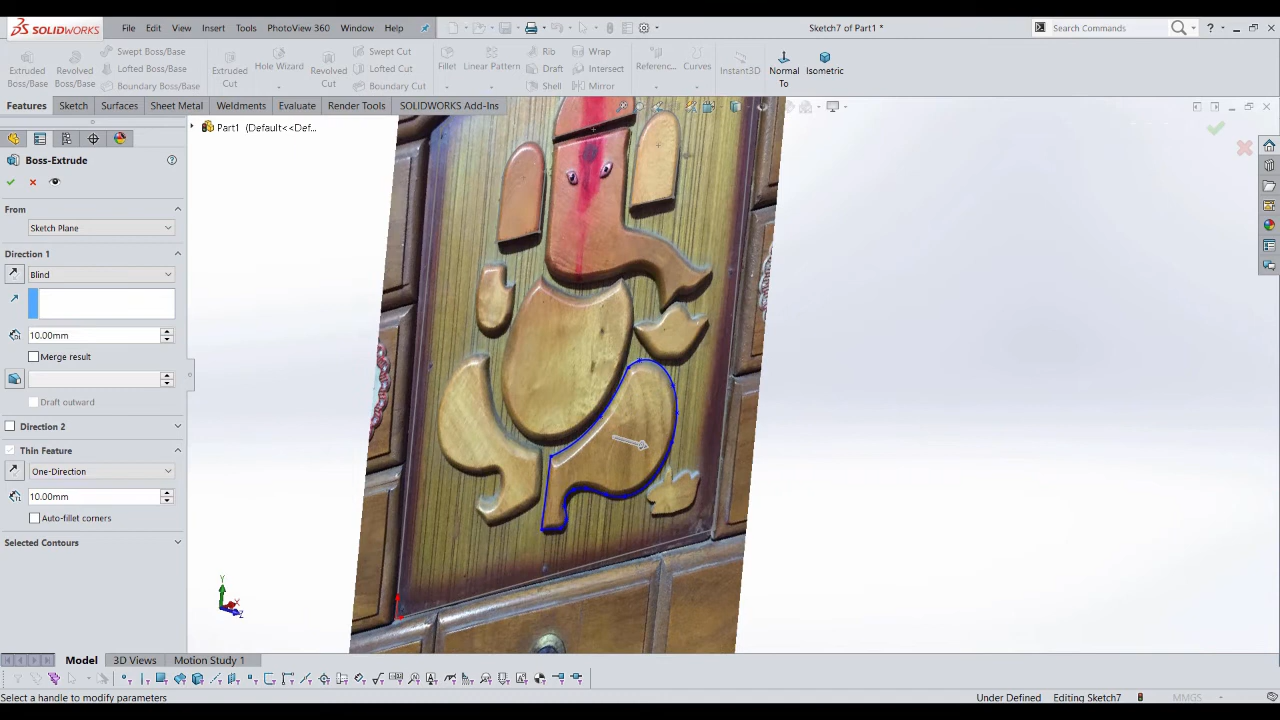 SOLIDWORKS File Edit View Insert Tools PhotoView 360 Window Help Sketch7 of Part1 * Search Commands ?
Extruded Boss/Base Revolved Boss/Base Swept Boss/Base Lofted Boss/Base Boundary Boss/Base Extruded Cut Hole Wizard Revolved Cut Swept Cut Lofted Cut Boundary Cut Fillet Linear Pattern Rib Draft Shell Wrap Intersect Mirror Referenc... Curves Instant3D Normal To Isometric
Features Sketch Surfaces Sheet Metal Weldments Evaluate Render Tools SOLIDWORKS Add-Ins
Part1 (Default<<Def...
Boss-Extrude
From
Sketch Plane
Direction 1
Blind
10.00mm
Merge result
Draft outward
Direction 2
Thin Feature
One-Direction
10.00mm
Auto-fillet corners
Selected Contours
Y
X
Z
Model 3D Views Motion Study 1
Select a handle to modify parameters Under Defined Editing Sketch7 MMGS